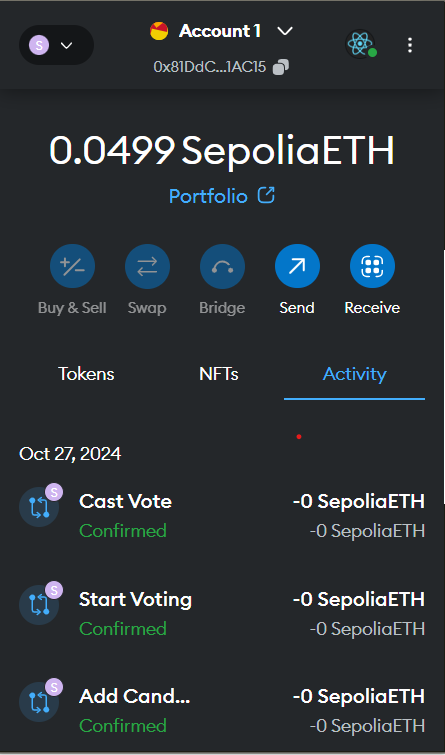 S
Account 1
0x81DdC...1AC15
0.0499 SepoliaETH
Portfolio
Buy & Sell Swap Bridge Send Receive
Tokens NFTs Activity
Oct 27, 2024
S
Cast Vote -0 SepoliaETH
Confirmed -0 SepoliaETH
S
Start Voting -0 SepoliaETH
Confirmed -0 SepoliaETH
S
Add Cand... -0 SepoliaETH
Confirmed -0 SepoliaETH